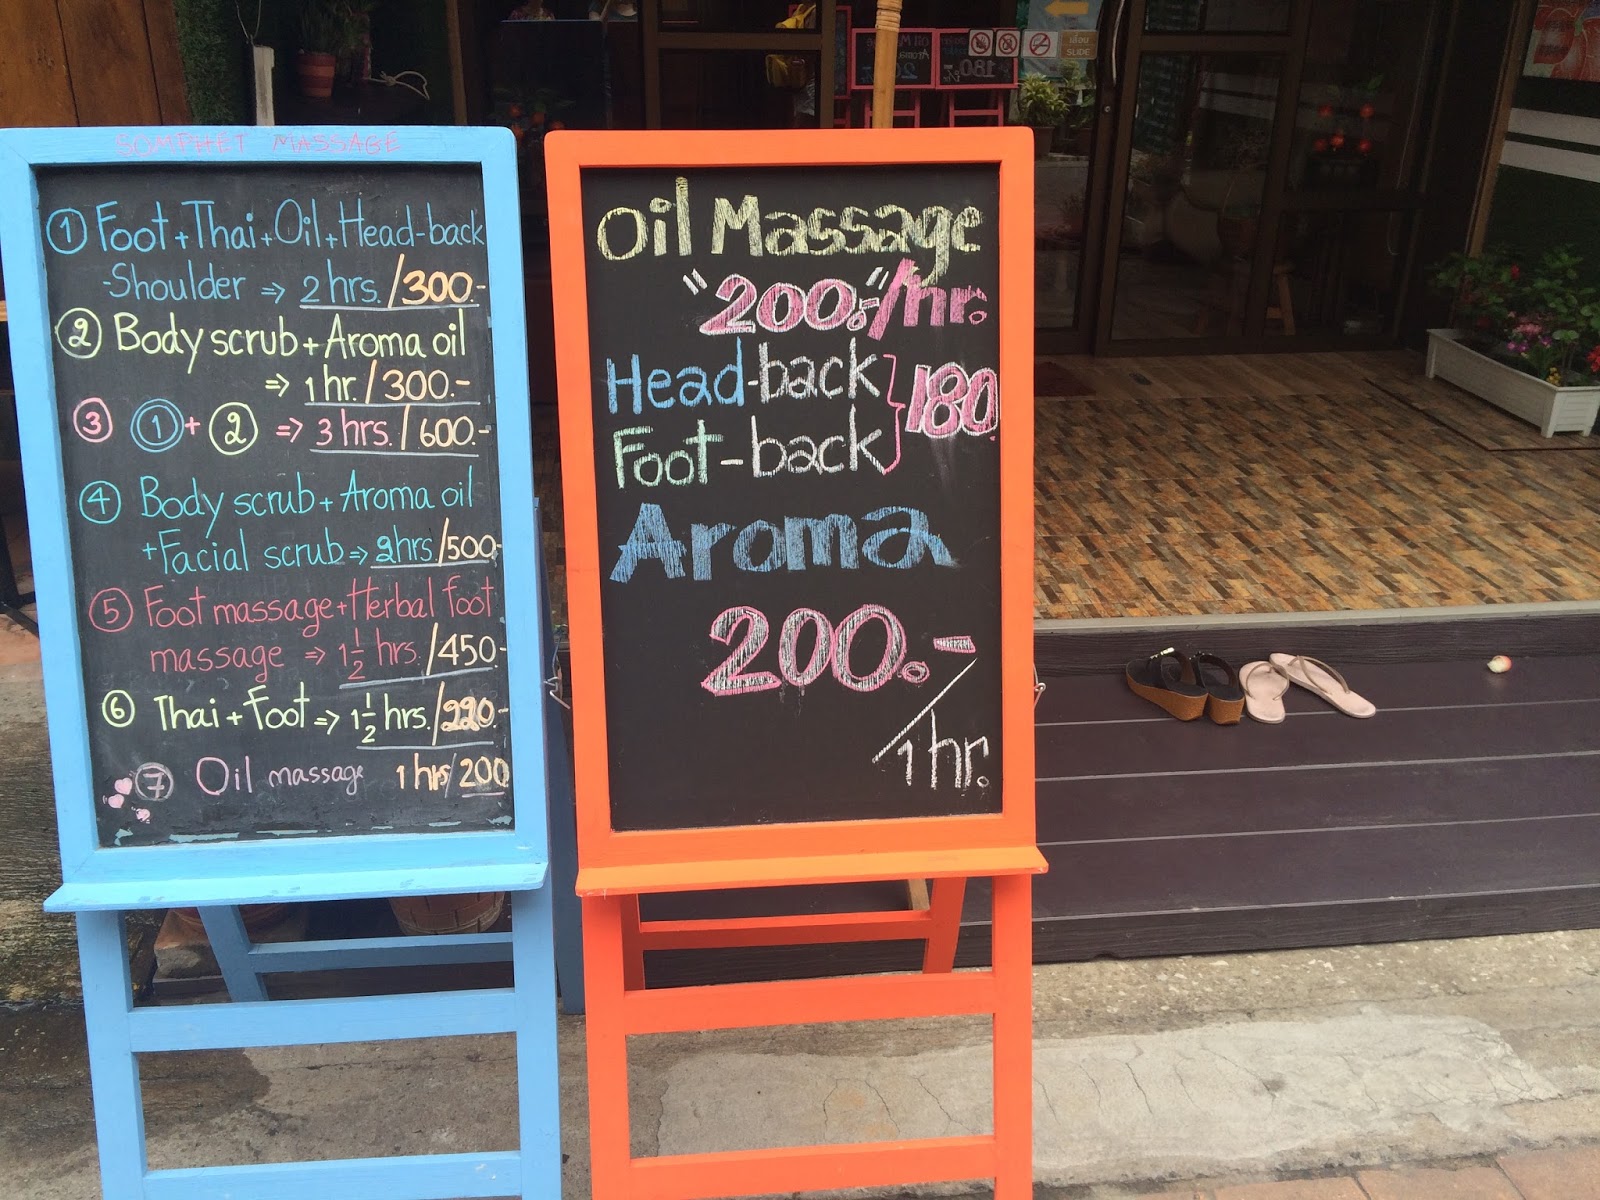 SOMPHET MASSAGE
① Foot + Thai + Oil + Head-back
-Shoulder ⇒ 2 hrs. /300.-
② Body scrub + Aroma oil
⇒ 1 hr. /300.-
③ ① + ② ⇒ 3 hrs. /600.-
④ Body scrub + Aroma oil
+ Facial scrub ⇒ 2hrs. /500.-
⑤ Foot massage + Herbal foot
massage ⇒ 1 1/2 hrs. /450.-
⑥ Thai + Foot ⇒ 1 1/2 hrs. /220.-
⑦ Oil massage 1 hrs/200
Oil Massage
"200.-"/hr.
Head-back } 180
Foot-back
Aroma
200.-
/1 hr.
SLIDE